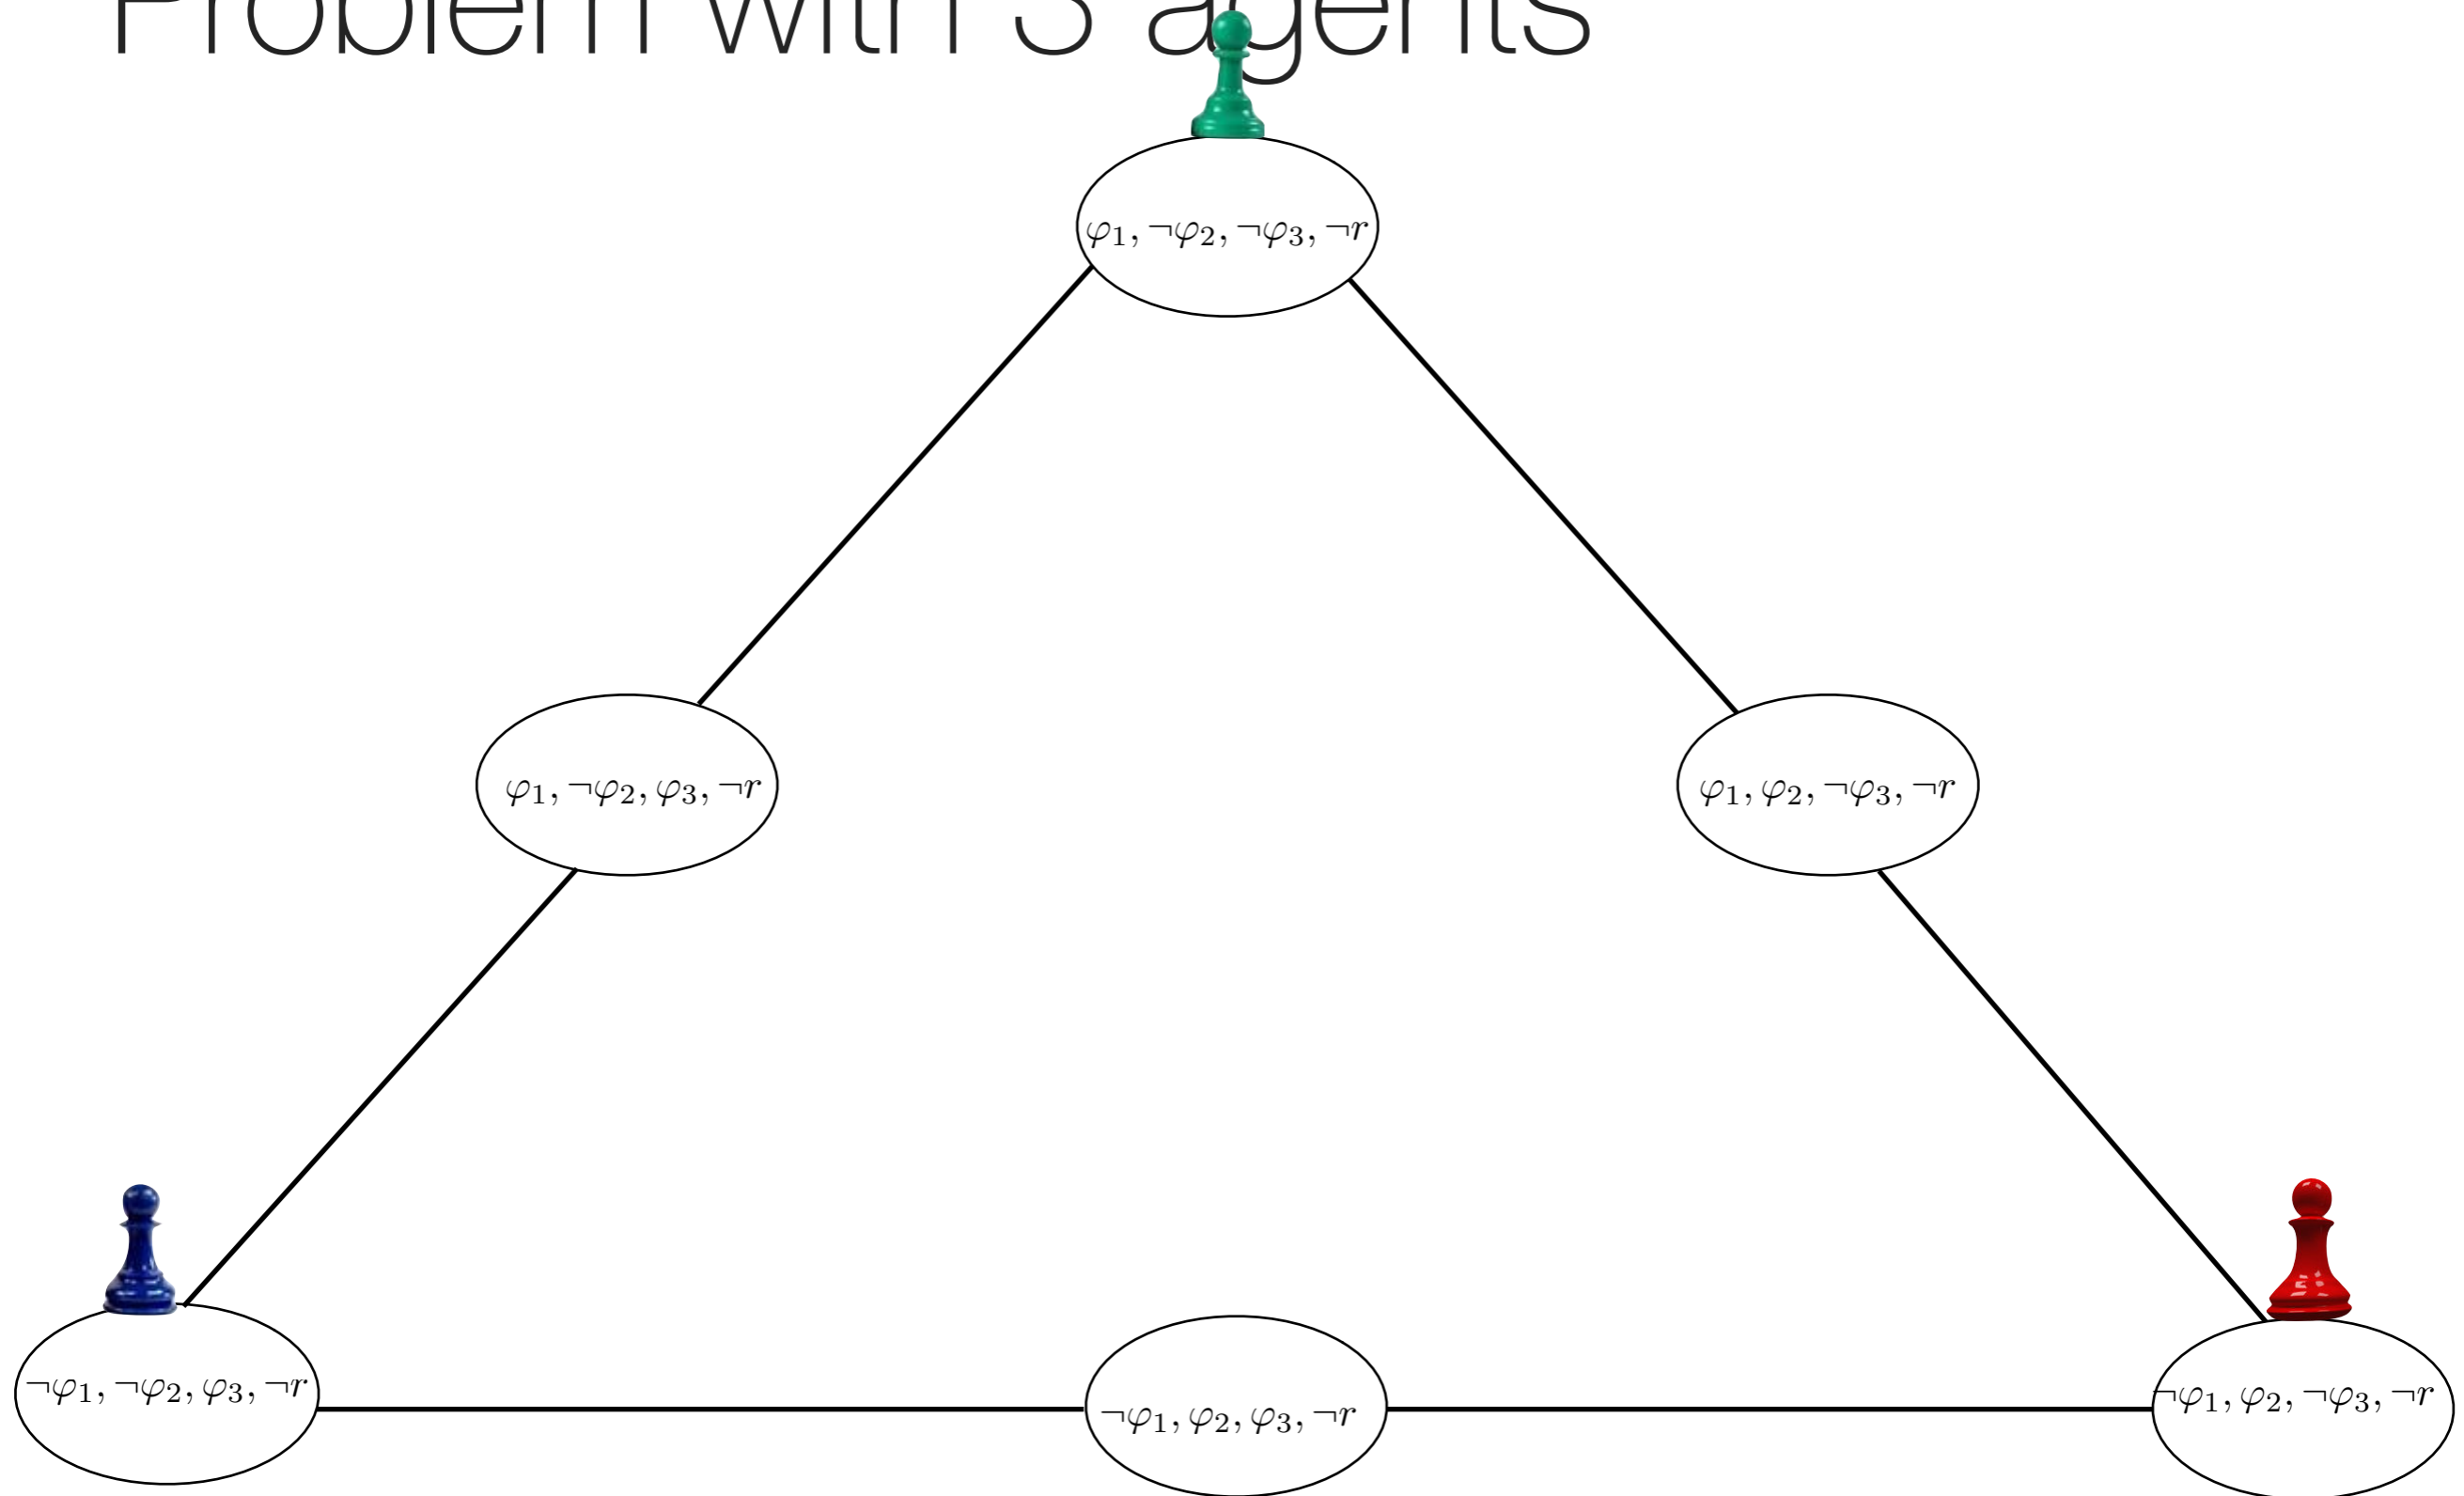 Problem with 3 agents
φ₁, ¬φ₂, ¬φ₃, ¬r
φ₁, ¬φ₂, φ₃, ¬r
φ₁, φ₂, ¬φ₃, ¬r
¬φ₁, ¬φ₂, φ₃, ¬r
¬φ₁, φ₂, φ₃, ¬r
¬φ₁, φ₂, ¬φ₃, ¬r